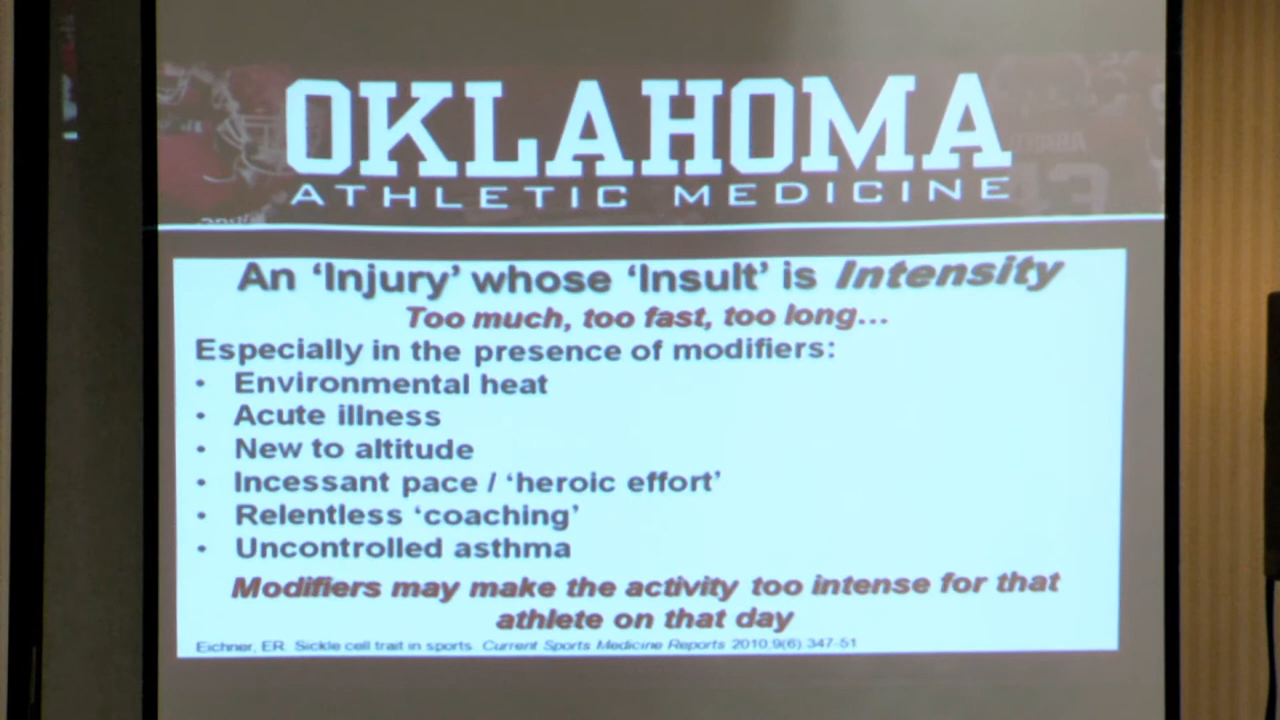 OKLAHOMA
ATHLETIC MEDICINE
An ‘Injury’ whose ‘Insult’ is Intensity
Too much, too fast, too long...
Especially in the presence of modifiers:
• Environmental heat
• Acute illness
• New to altitude
• Incessant pace / ‘heroic effort’
• Relentless ‘coaching’
• Uncontrolled asthma
Modifiers may make the activity too intense for that
athlete on that day
Eichner, ER. Sickle cell trait in sports. Current Sports Medicine Reports 2010;9(6):347-51